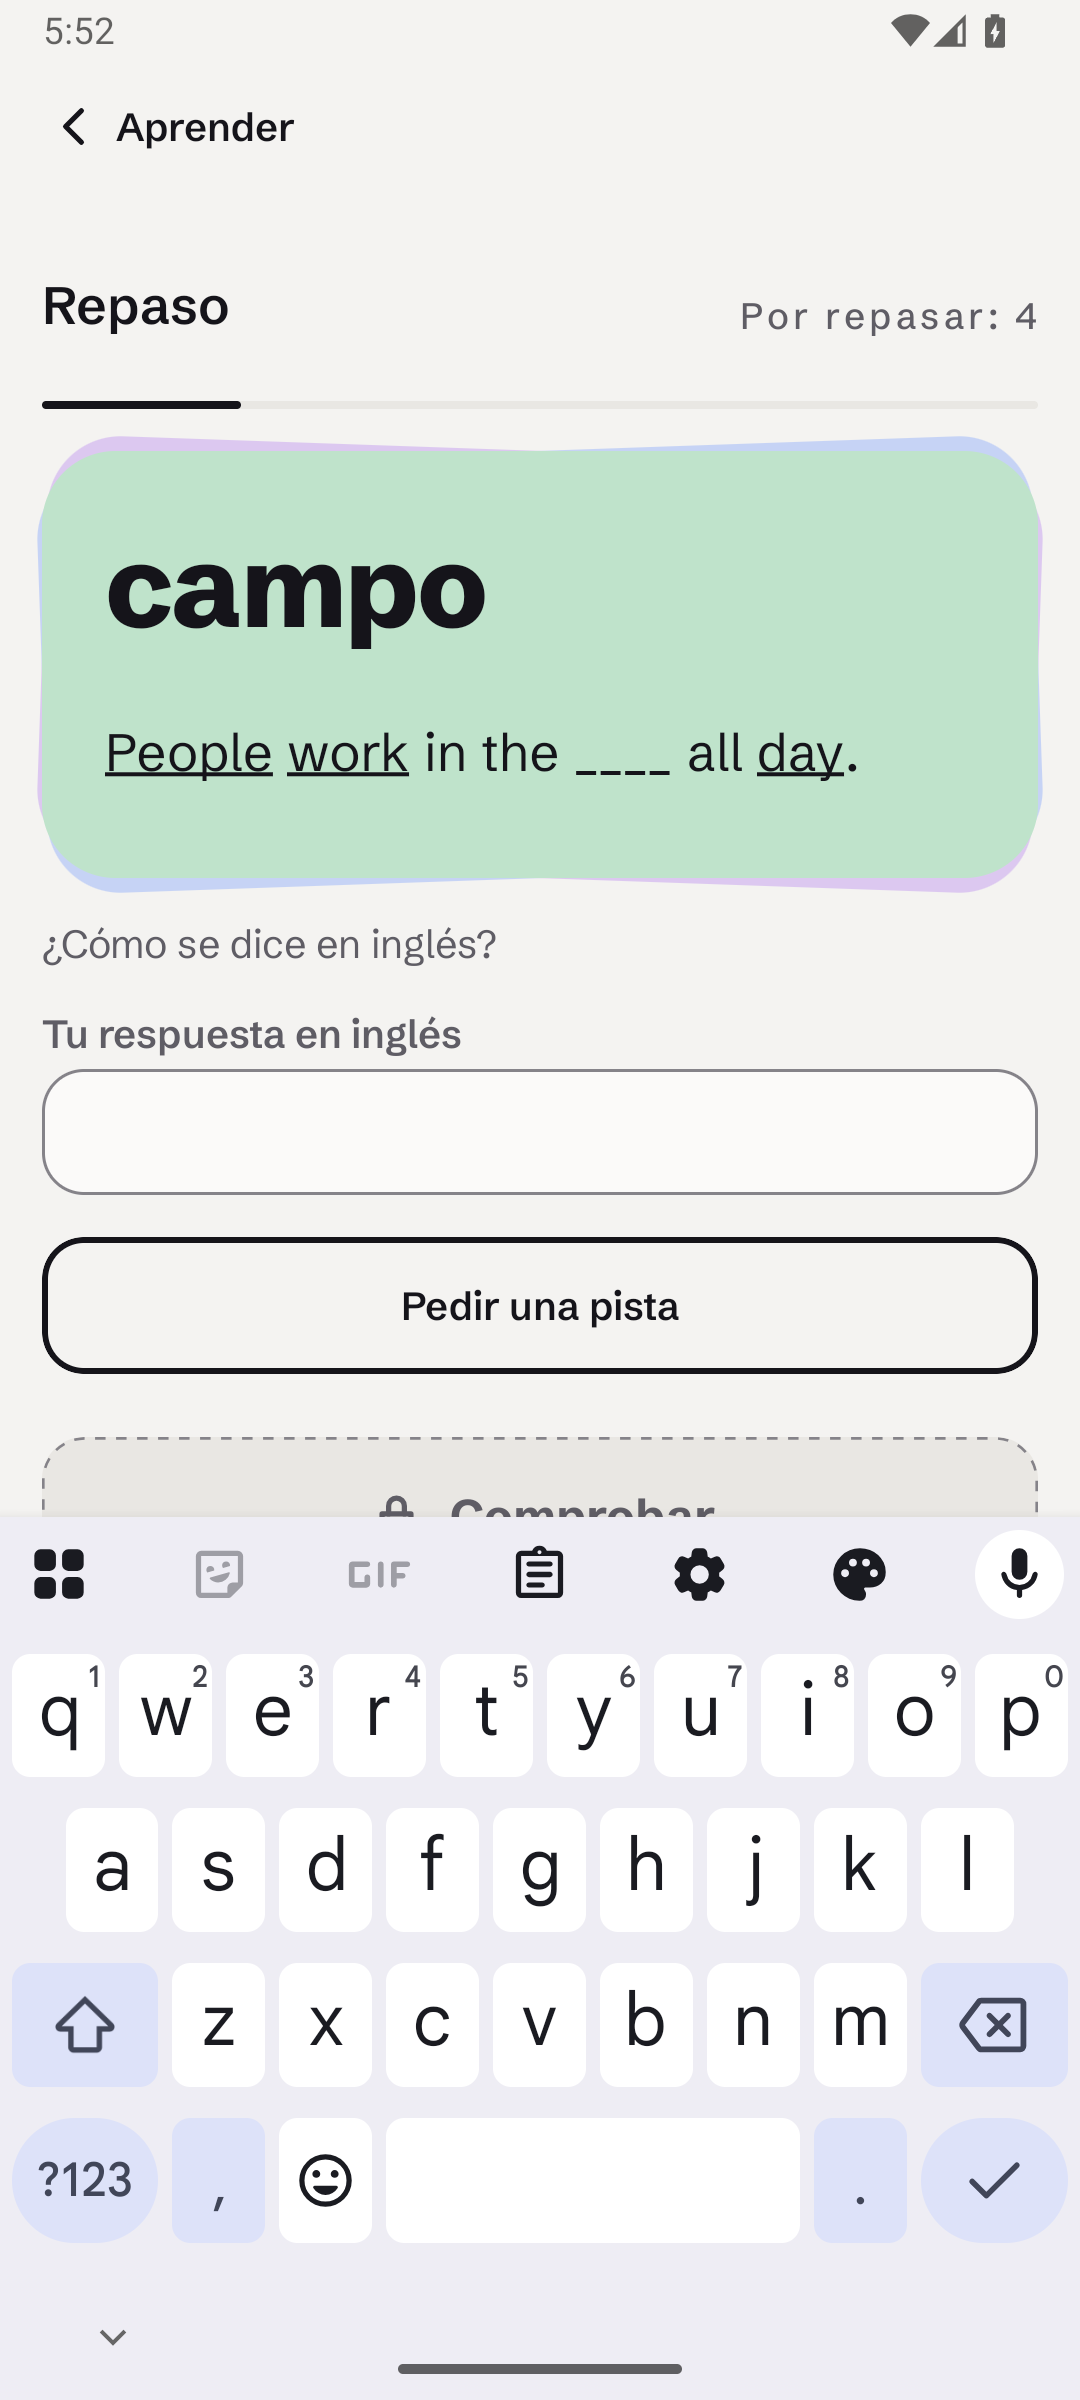 5:52
Aprender
Repaso
Por repasar: 4
campo
People work in the ____ all day.
¿Cómo se dice en inglés?
Tu respuesta en inglés
Pedir una pista
Comprobar
GIF
q 1 w 2 e 3 r 4 t 5 y 6 u 7 i 8 o 9 p 0
a s d f g h j k l
z x c v b n m
?123 , .